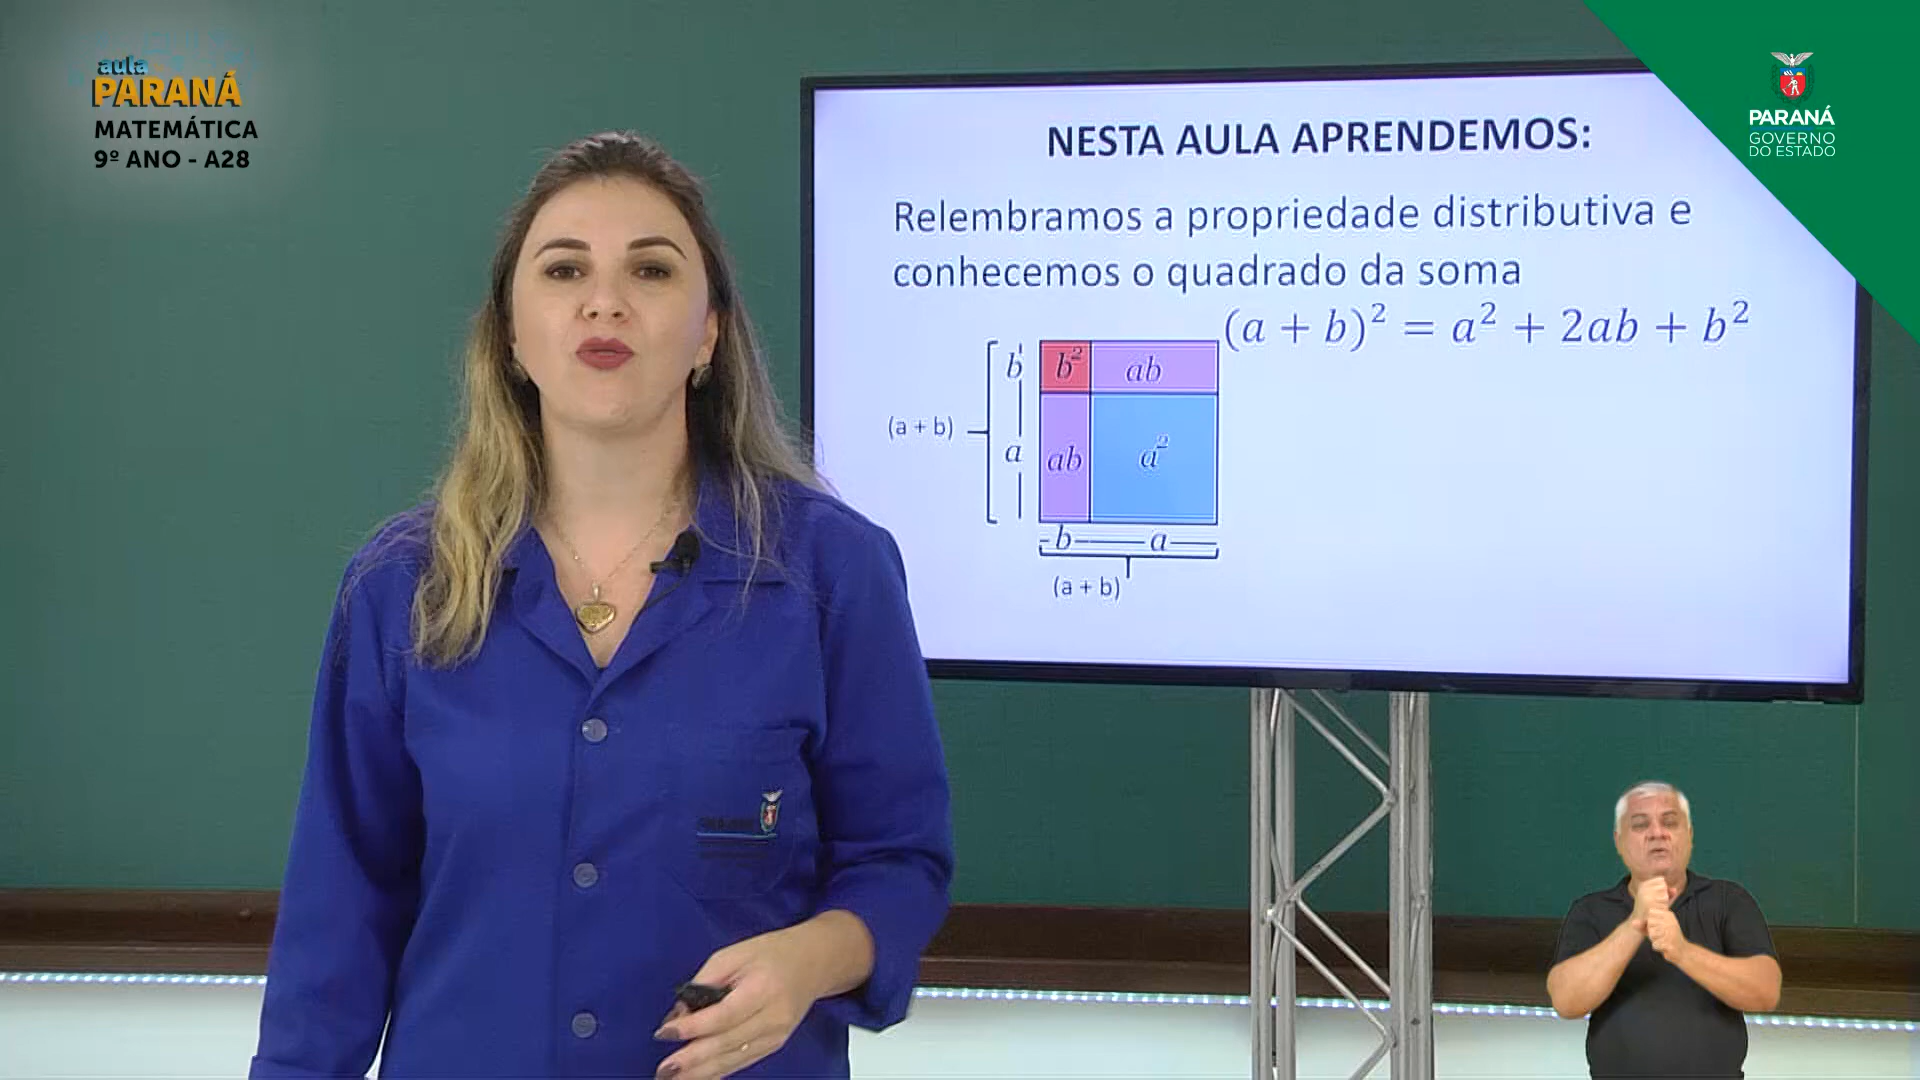 aula
PARANÁ
MATEMÁTICA
9º ANO - A28
PARANÁ
GOVERNO
DO ESTADO
NESTA AULA APRENDEMOS:
Relembramos a propriedade distributiva e
conhecemos o quadrado da soma
(a + b)² = a² + 2ab + b²
b b² ab
(a + b)
a ab a²
b a
(a + b)